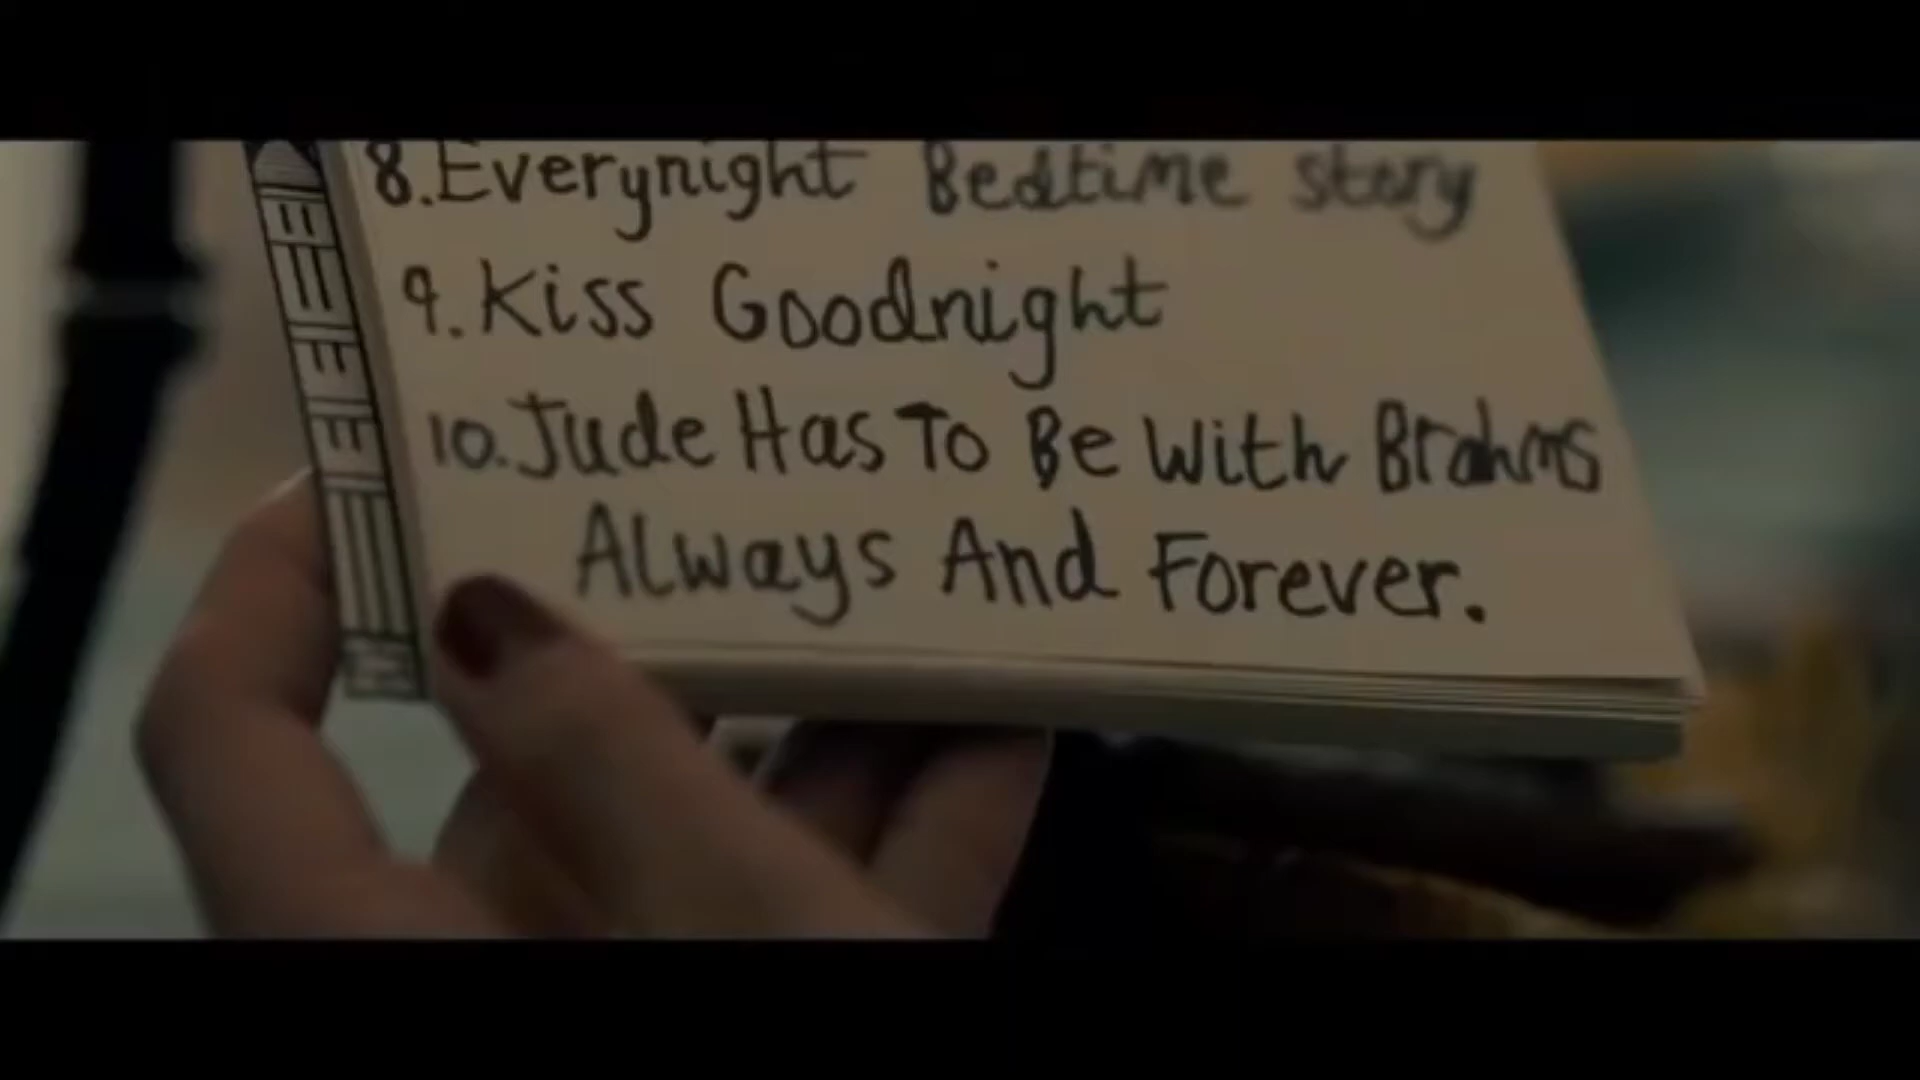 8. Everynight Bedtime story
9. Kiss Goodnight
10. Jude Has To Be With Brahms
Always And Forever.